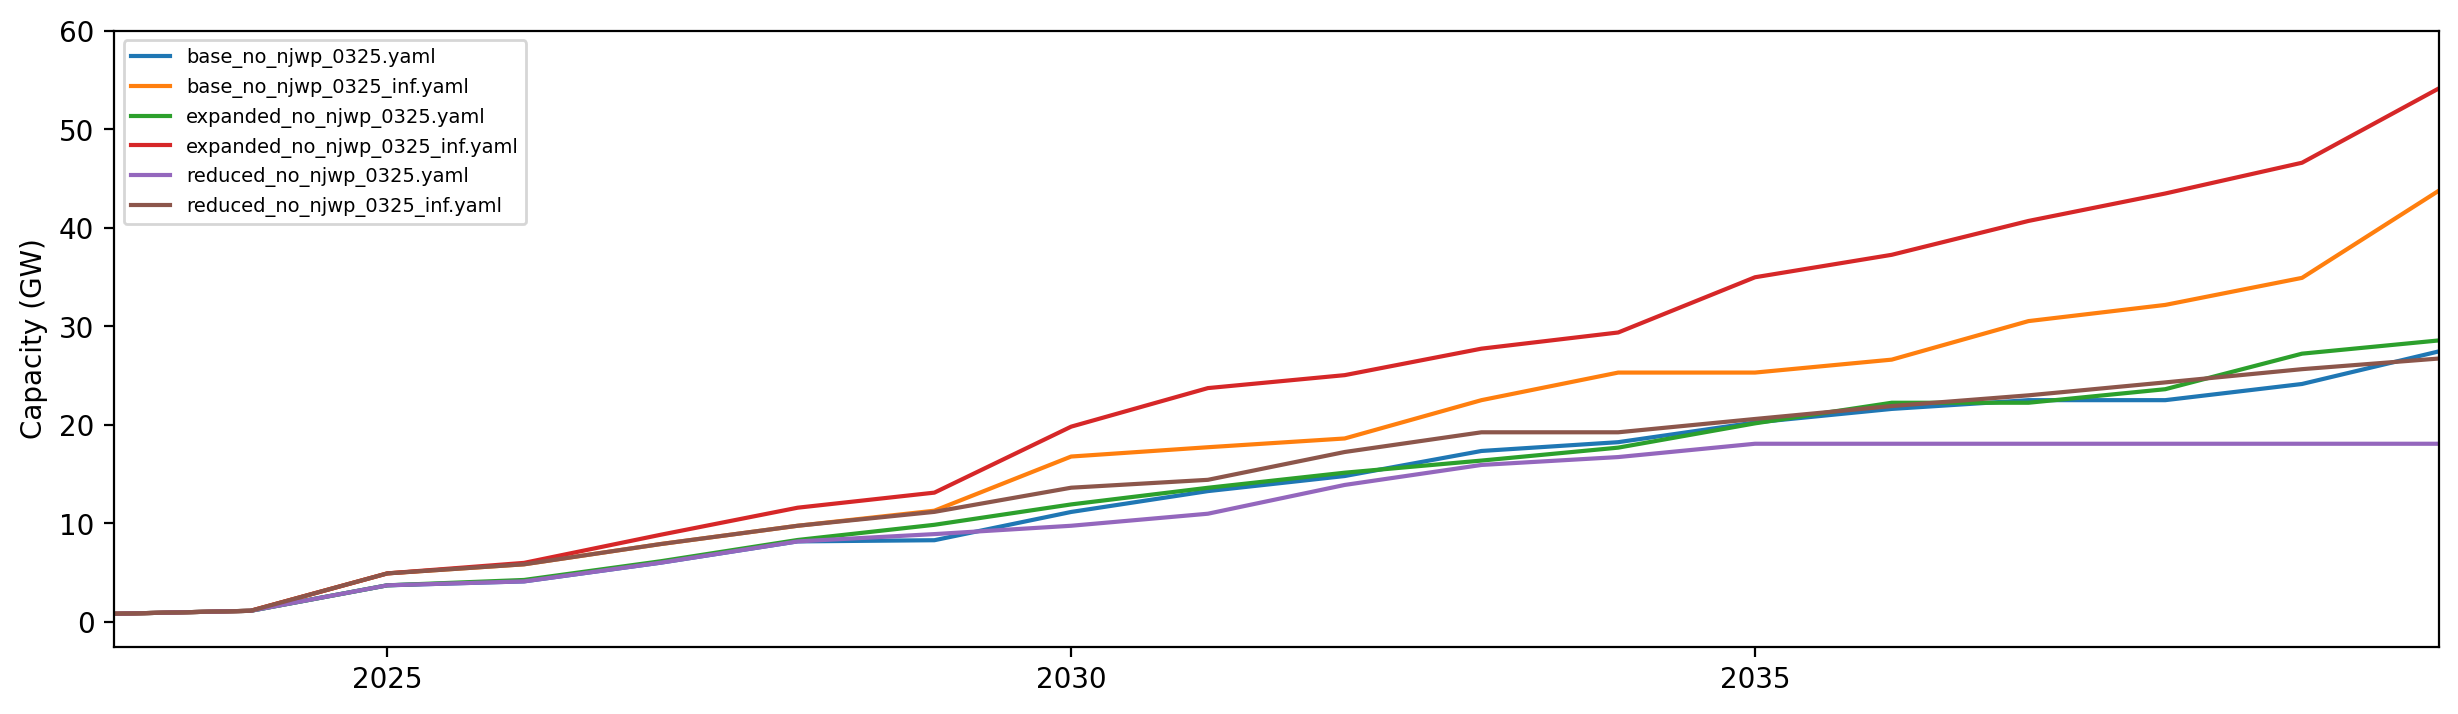 60
50
40
30
20
10
0
Capacity (GW)
base_no_njwp_0325.yaml
base_no_njwp_0325_inf.yaml
expanded_no_njwp_0325.yaml
expanded_no_njwp_0325_inf.yaml
reduced_no_njwp_0325.yaml
reduced_no_njwp_0325_inf.yaml
2025
2030
2035